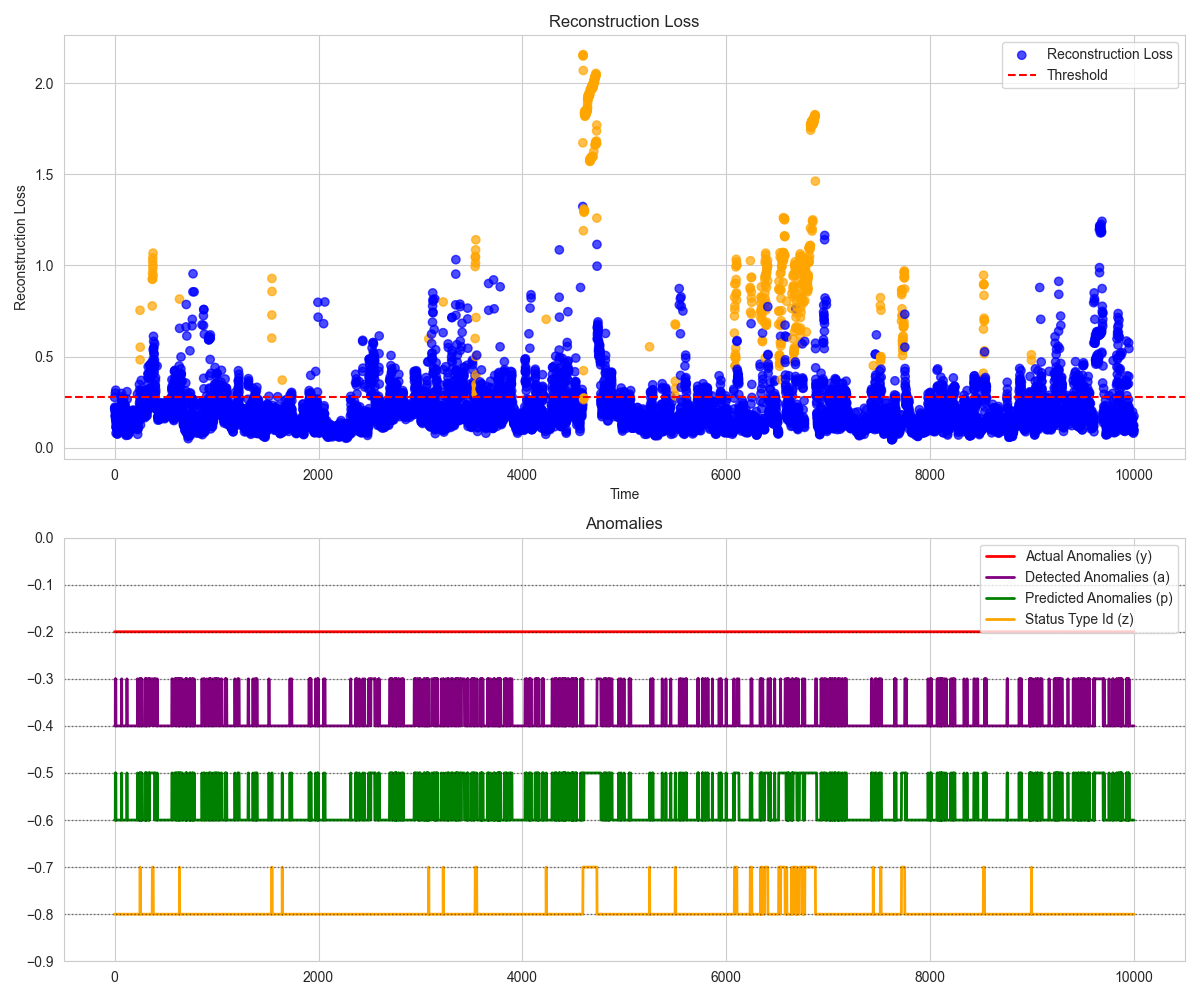 Reconstruction Loss
Reconstruction Loss
Threshold
Reconstruction Loss
2.0
1.5
1.0
0.5
0.0
0 2000 4000 6000 8000 10000
Time
Anomalies
Actual Anomalies (y)
Detected Anomalies (a)
Predicted Anomalies (p)
Status Type Id (z)
0.0
−0.1
−0.2
−0.3
−0.4
−0.5
−0.6
−0.7
−0.8
−0.9
0 2000 4000 6000 8000 10000